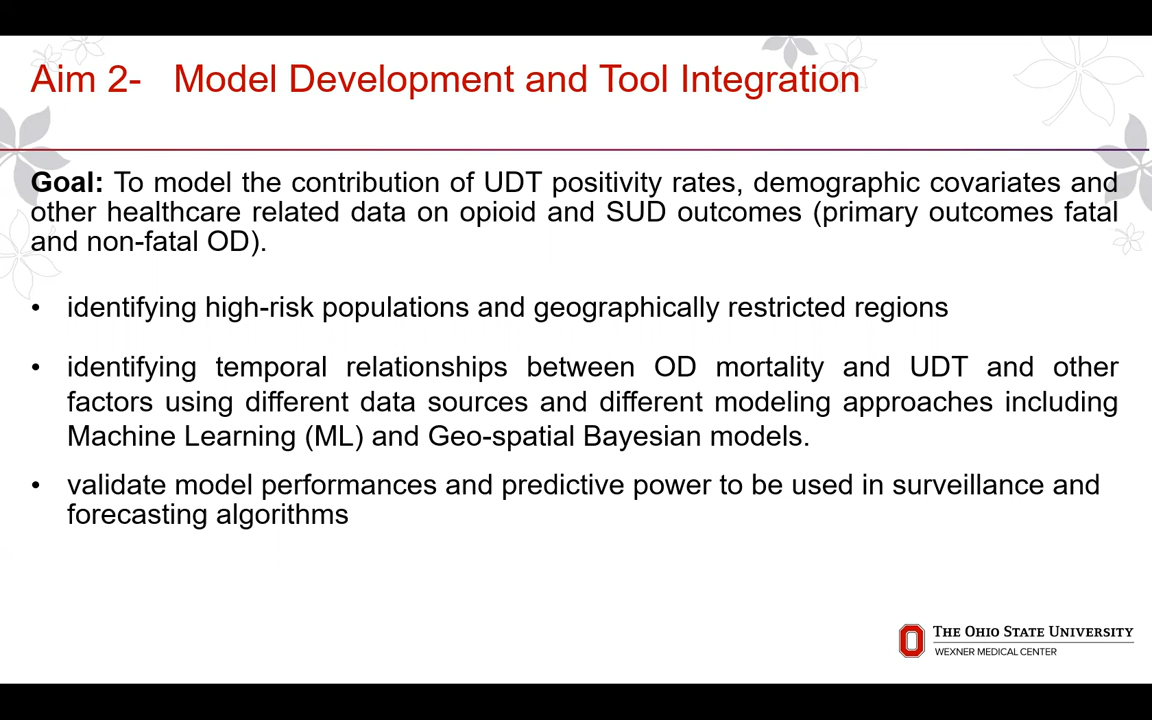 Aim 2- Model Development and Tool Integration
Goal: To model the contribution of UDT positivity rates, demographic covariates and
other healthcare related data on opioid and SUD outcomes (primary outcomes fatal
and non-fatal OD).
• identifying high-risk populations and geographically restricted regions
• identifying temporal relationships between OD mortality and UDT and other
factors using different data sources and different modeling approaches including
Machine Learning (ML) and Geo-spatial Bayesian models.
• validate model performances and predictive power to be used in surveillance and
forecasting algorithms
THE OHIO STATE UNIVERSITY
WEXNER MEDICAL CENTER